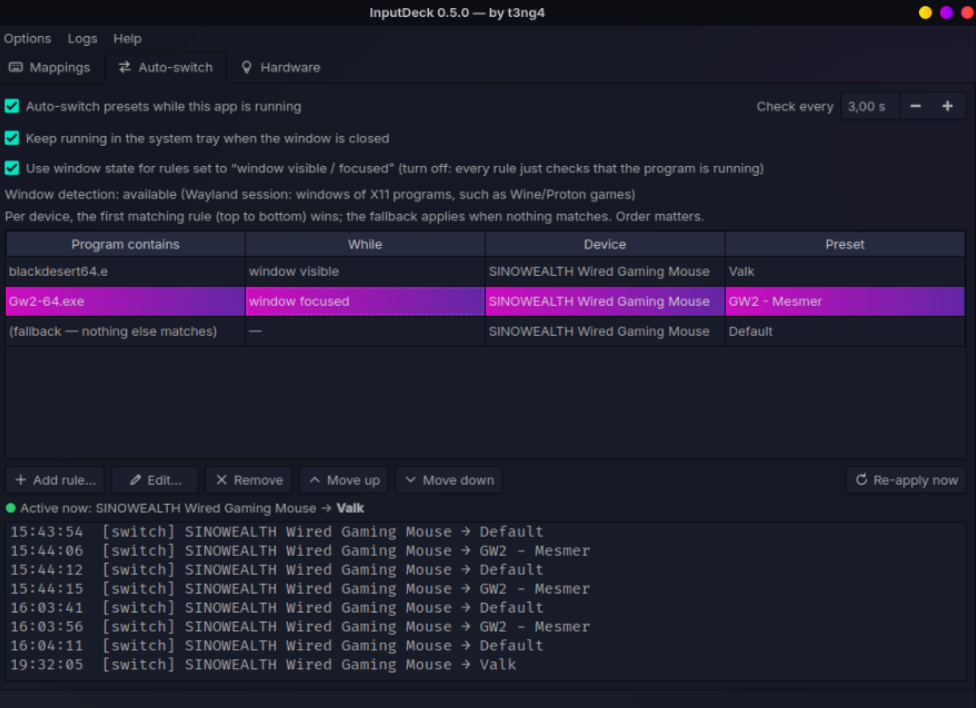 InputDeck 0.5.0 — by t3ng4
Options Logs Help
Mappings Auto-switch Hardware
Auto-switch presets while this app is running Check every 3,00 s − +
Keep running in the system tray when the window is closed
Use window state for rules set to “window visible / focused” (turn off: every rule just checks that the program is running)
Window detection: available (Wayland session: windows of X11 programs, such as Wine/Proton games)
Per device, the first matching rule (top to bottom) wins; the fallback applies when nothing matches. Order matters.
Program contains While Device Preset
blackdesert64.e window visible SINOWEALTH Wired Gaming Mouse Valk
Gw2-64.exe window focused SINOWEALTH Wired Gaming Mouse GW2 - Mesmer
(fallback — nothing else matches) — SINOWEALTH Wired Gaming Mouse Default
+ Add rule... Edit... Remove Move up Move down Re-apply now
Active now: SINOWEALTH Wired Gaming Mouse → Valk
15:43:54 [switch] SINOWEALTH Wired Gaming Mouse → Default
15:44:06 [switch] SINOWEALTH Wired Gaming Mouse → GW2 - Mesmer
15:44:12 [switch] SINOWEALTH Wired Gaming Mouse → Default
15:44:15 [switch] SINOWEALTH Wired Gaming Mouse → GW2 - Mesmer
16:03:41 [switch] SINOWEALTH Wired Gaming Mouse → Default
16:03:56 [switch] SINOWEALTH Wired Gaming Mouse → GW2 - Mesmer
16:04:11 [switch] SINOWEALTH Wired Gaming Mouse → Default
19:32:05 [switch] SINOWEALTH Wired Gaming Mouse → Valk